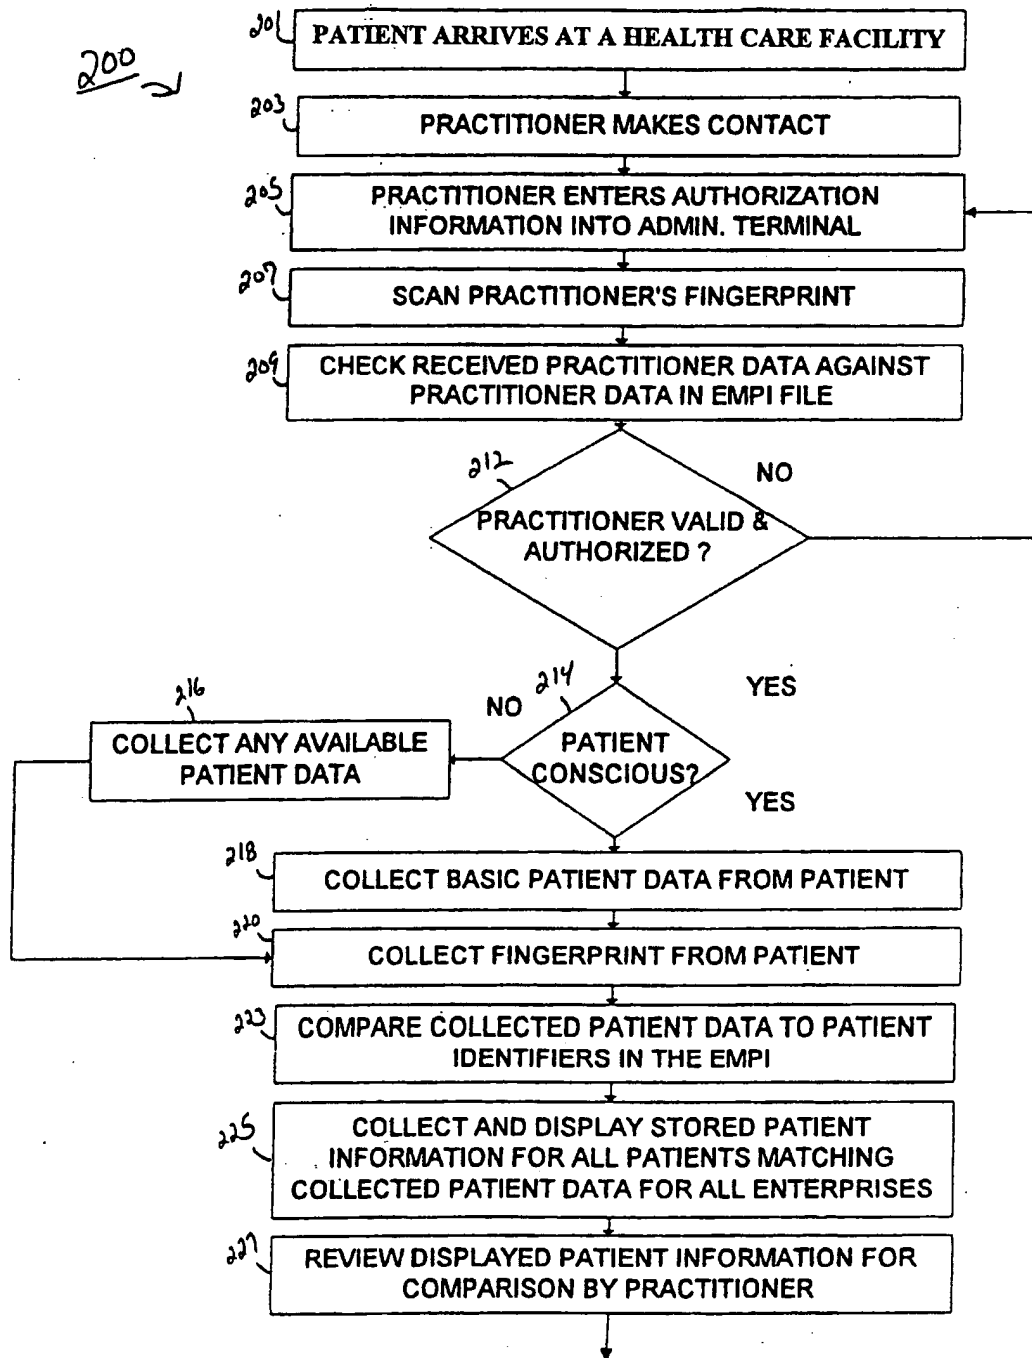 200
201
PATIENT ARRIVES AT A HEALTH CARE FACILITY
203
PRACTITIONER MAKES CONTACT
205
PRACTITIONER ENTERS AUTHORIZATION
INFORMATION INTO ADMIN. TERMINAL
207
SCAN PRACTITIONER'S FINGERPRINT
209
CHECK RECEIVED PRACTITIONER DATA AGAINST
PRACTITIONER DATA IN EMPI FILE
212
NO
PRACTITIONER VALID &
AUTHORIZED ?
YES
214
NO
PATIENT
CONSCIOUS?
YES
216
COLLECT ANY AVAILABLE
PATIENT DATA
218
COLLECT BASIC PATIENT DATA FROM PATIENT
220
COLLECT FINGERPRINT FROM PATIENT
223
COMPARE COLLECTED PATIENT DATA TO PATIENT
IDENTIFIERS IN THE EMPI
225
COLLECT AND DISPLAY STORED PATIENT
INFORMATION FOR ALL PATIENTS MATCHING
COLLECTED PATIENT DATA FOR ALL ENTERPRISES
227
REVIEW DISPLAYED PATIENT INFORMATION FOR
COMPARISON BY PRACTITIONER